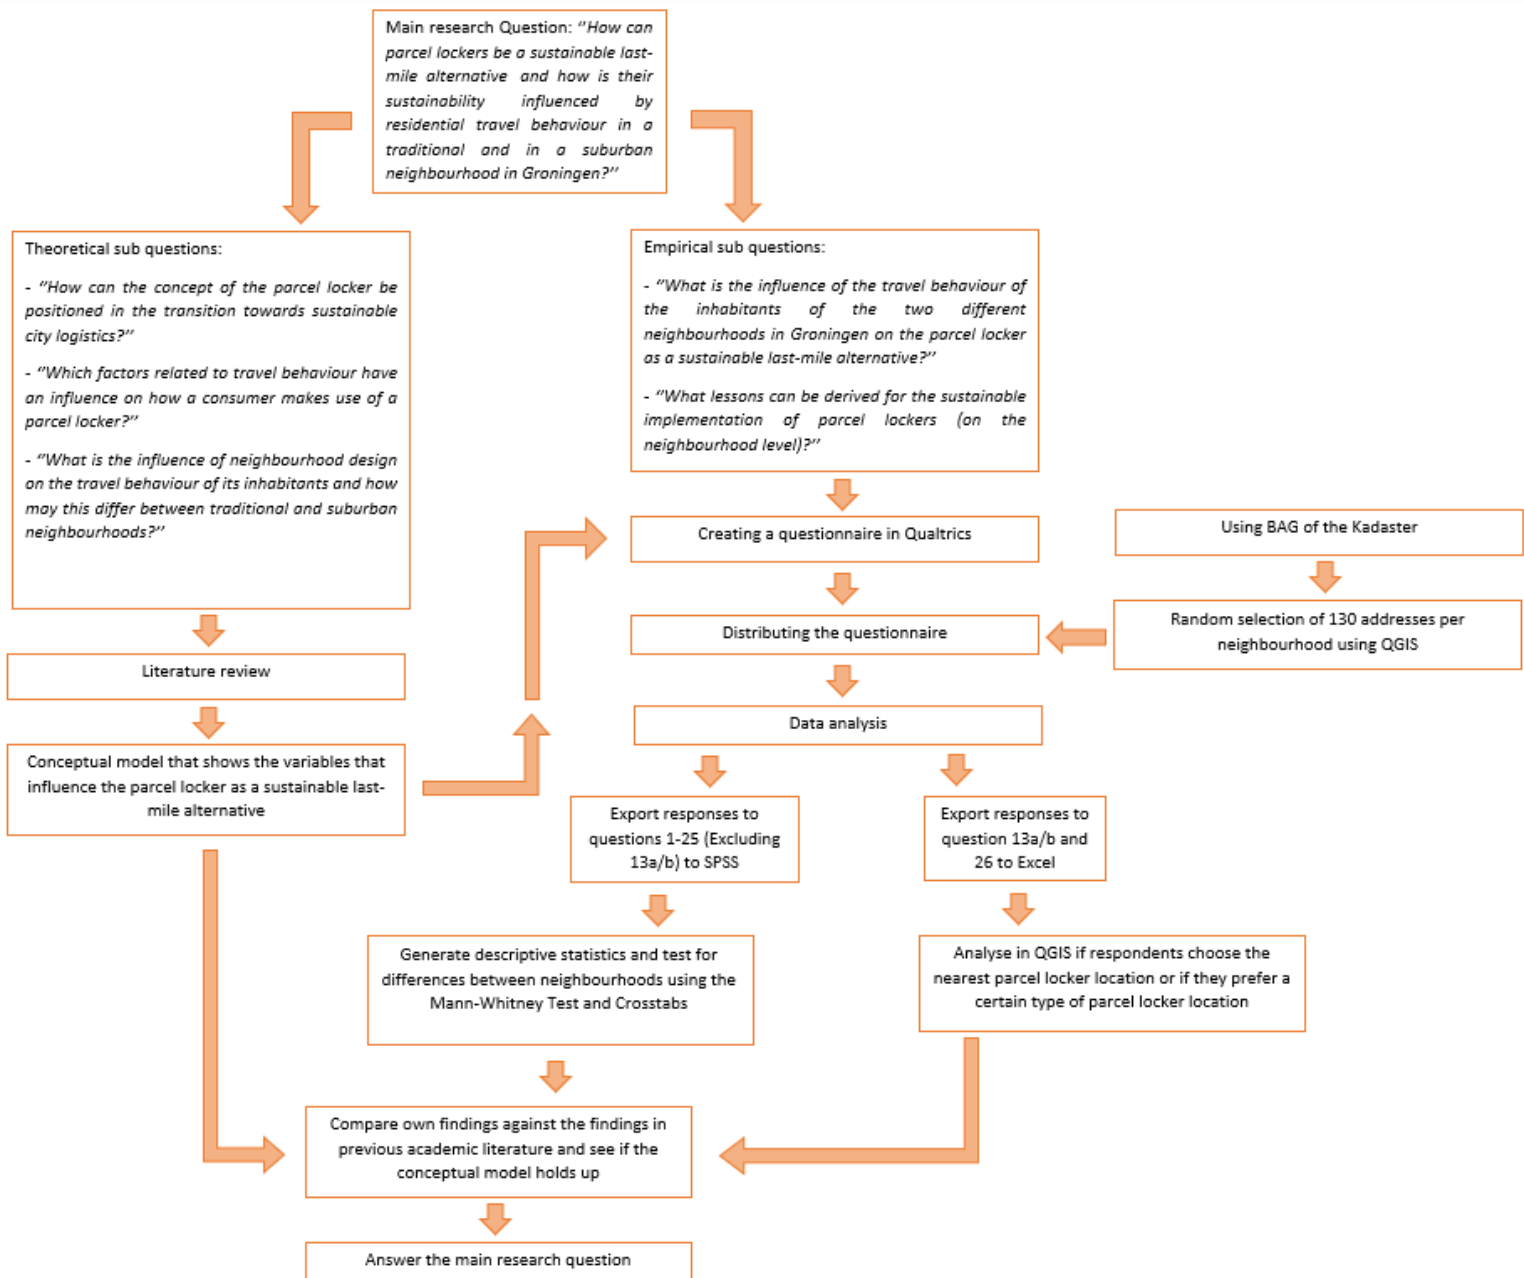 Main research Question: ‘’How can
parcel lockers be a sustainable last-
mile alternative and how is their
sustainability influenced by
residential travel behaviour in a
traditional and in a suburban
neighbourhood in Groningen?’’
Theoretical sub questions:
- ‘’How can the concept of the parcel locker be
positioned in the transition towards sustainable
city logistics?’’
- ‘’Which factors related to travel behaviour have
an influence on how a consumer makes use of a
parcel locker?’’
- ‘’What is the influence of neighbourhood design
on the travel behaviour of its inhabitants and how
may this differ between traditional and suburban
neighbourhoods?’’
Empirical sub questions:
- ‘’What is the influence of the travel behaviour of
the inhabitants of the two different
neighbourhoods in Groningen on the parcel locker
as a sustainable last-mile alternative?’’
- ‘’What lessons can be derived for the sustainable
implementation of parcel lockers (on the
neighbourhood level)?’’
Creating a questionnaire in Qualtrics
Using BAG of the Kadaster
Distributing the questionnaire
Random selection of 130 addresses per
neighbourhood using QGIS
Literature review
Data analysis
Conceptual model that shows the variables that
influence the parcel locker as a sustainable last-
mile alternative
Export responses to
questions 1-25 (Excluding
13a/b) to SPSS
Export responses to
question 13a/b and
26 to Excel
Generate descriptive statistics and test for
differences between neighbourhoods using the
Mann-Whitney Test and Crosstabs
Analyse in QGIS if respondents choose the
nearest parcel locker location or if they prefer a
certain type of parcel locker location
Compare own findings against the findings in
previous academic literature and see if the
conceptual model holds up
Answer the main research question